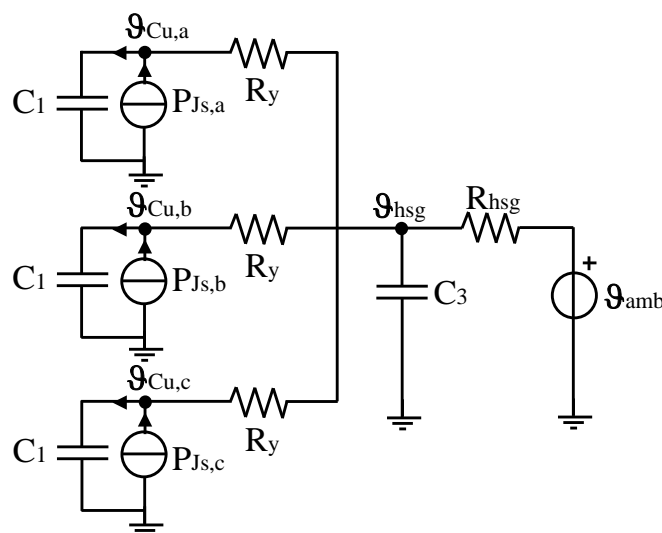 ϑCu,a
C1
PJs,a
Ry
ϑCu,b
ϑhsg
Rhsg
C1
PJs,b
Ry
C3
+
ϑamb
ϑCu,c
C1
PJs,c
Ry